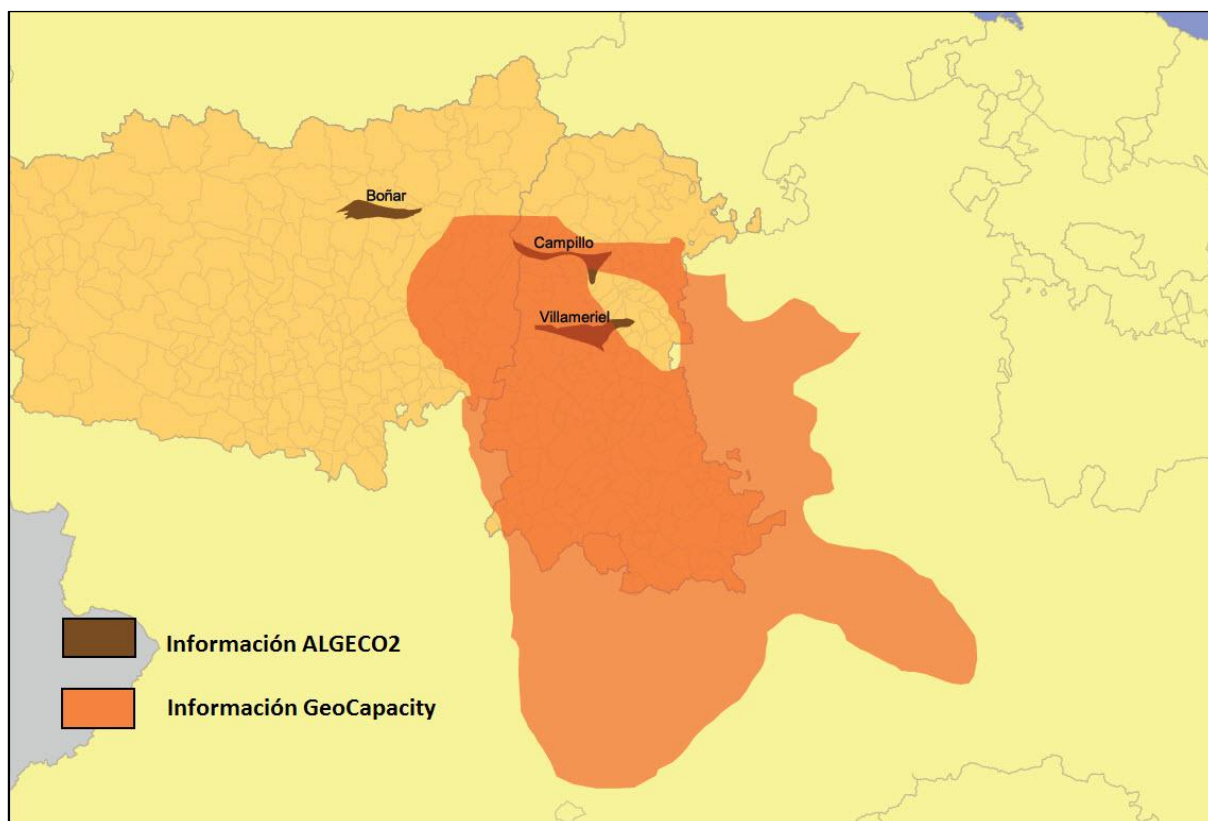 Boñar
Campillo
Villameriel
Información ALGECO2
Información GeoCapacity